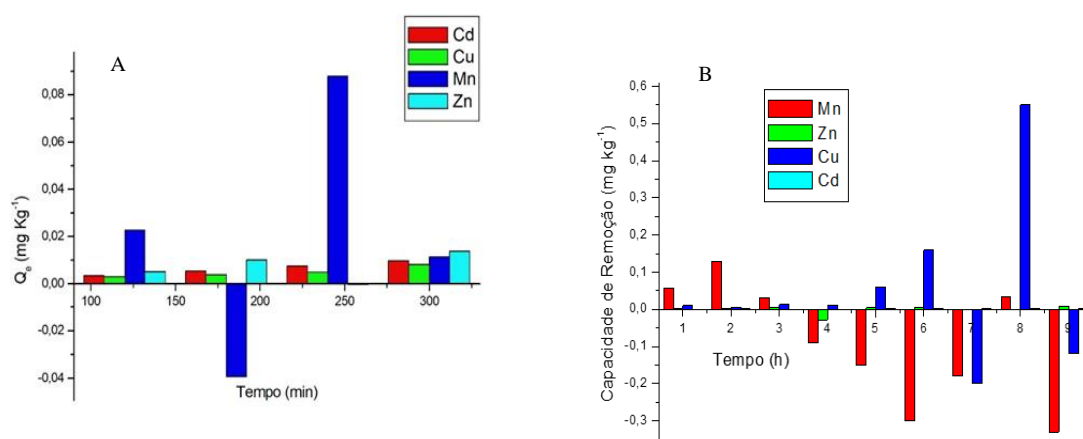 A
Cd
Cu
Mn
Zn
0,08
0,06
0,04
0,02
0,00
-0,02
-0,04
Qe (mg Kg-1)
100
150
200
250
300
Tempo (min)
B
Mn
Zn
Cu
Cd
0,6
0,5
0,4
0,3
0,2
0,1
0,0
-0,1
-0,2
-0,3
Capacidade de Remoção (mg kg-1)
1
2
3
4
5
6
7
8
9
Tempo (h)